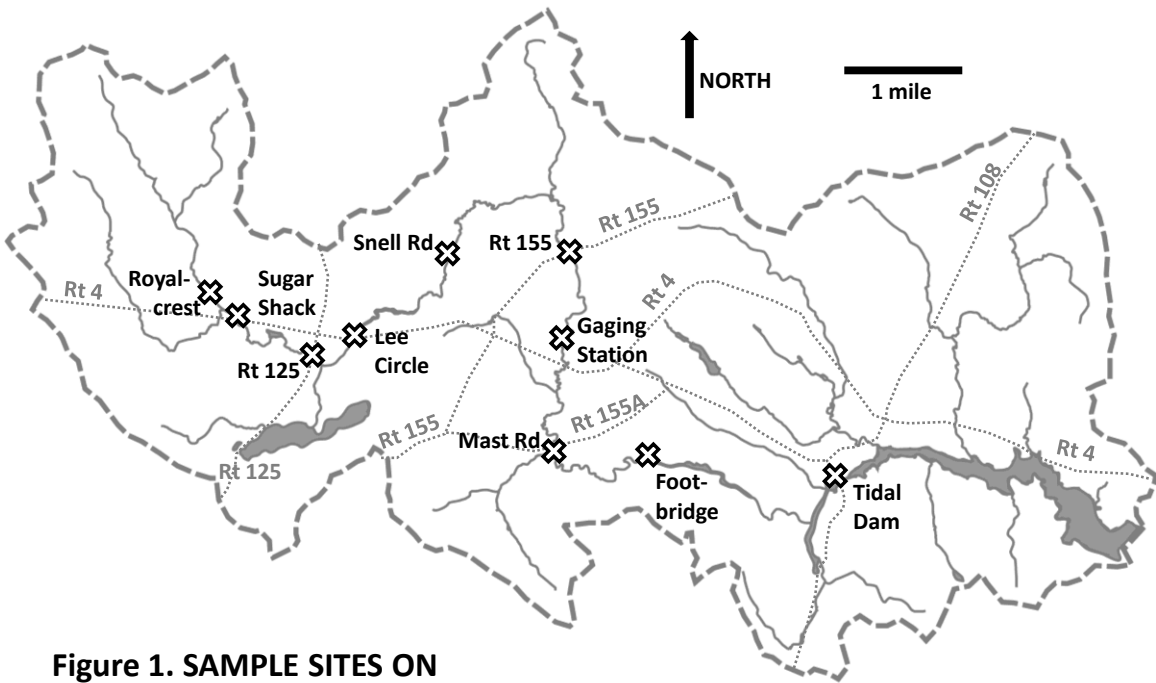 NORTH
1 mile
Rt 108
Rt 155
Snell Rd
Rt 155
Rt 4
Royal-
crest
Sugar
Shack
Rt 4
Gaging
Station
Lee
Circle
Rt 125
Rt 155A
Rt 155
Mast Rd
Rt 125
Foot-
bridge
Rt 4
Tidal
Dam
Figure 1. SAMPLE SITES ON